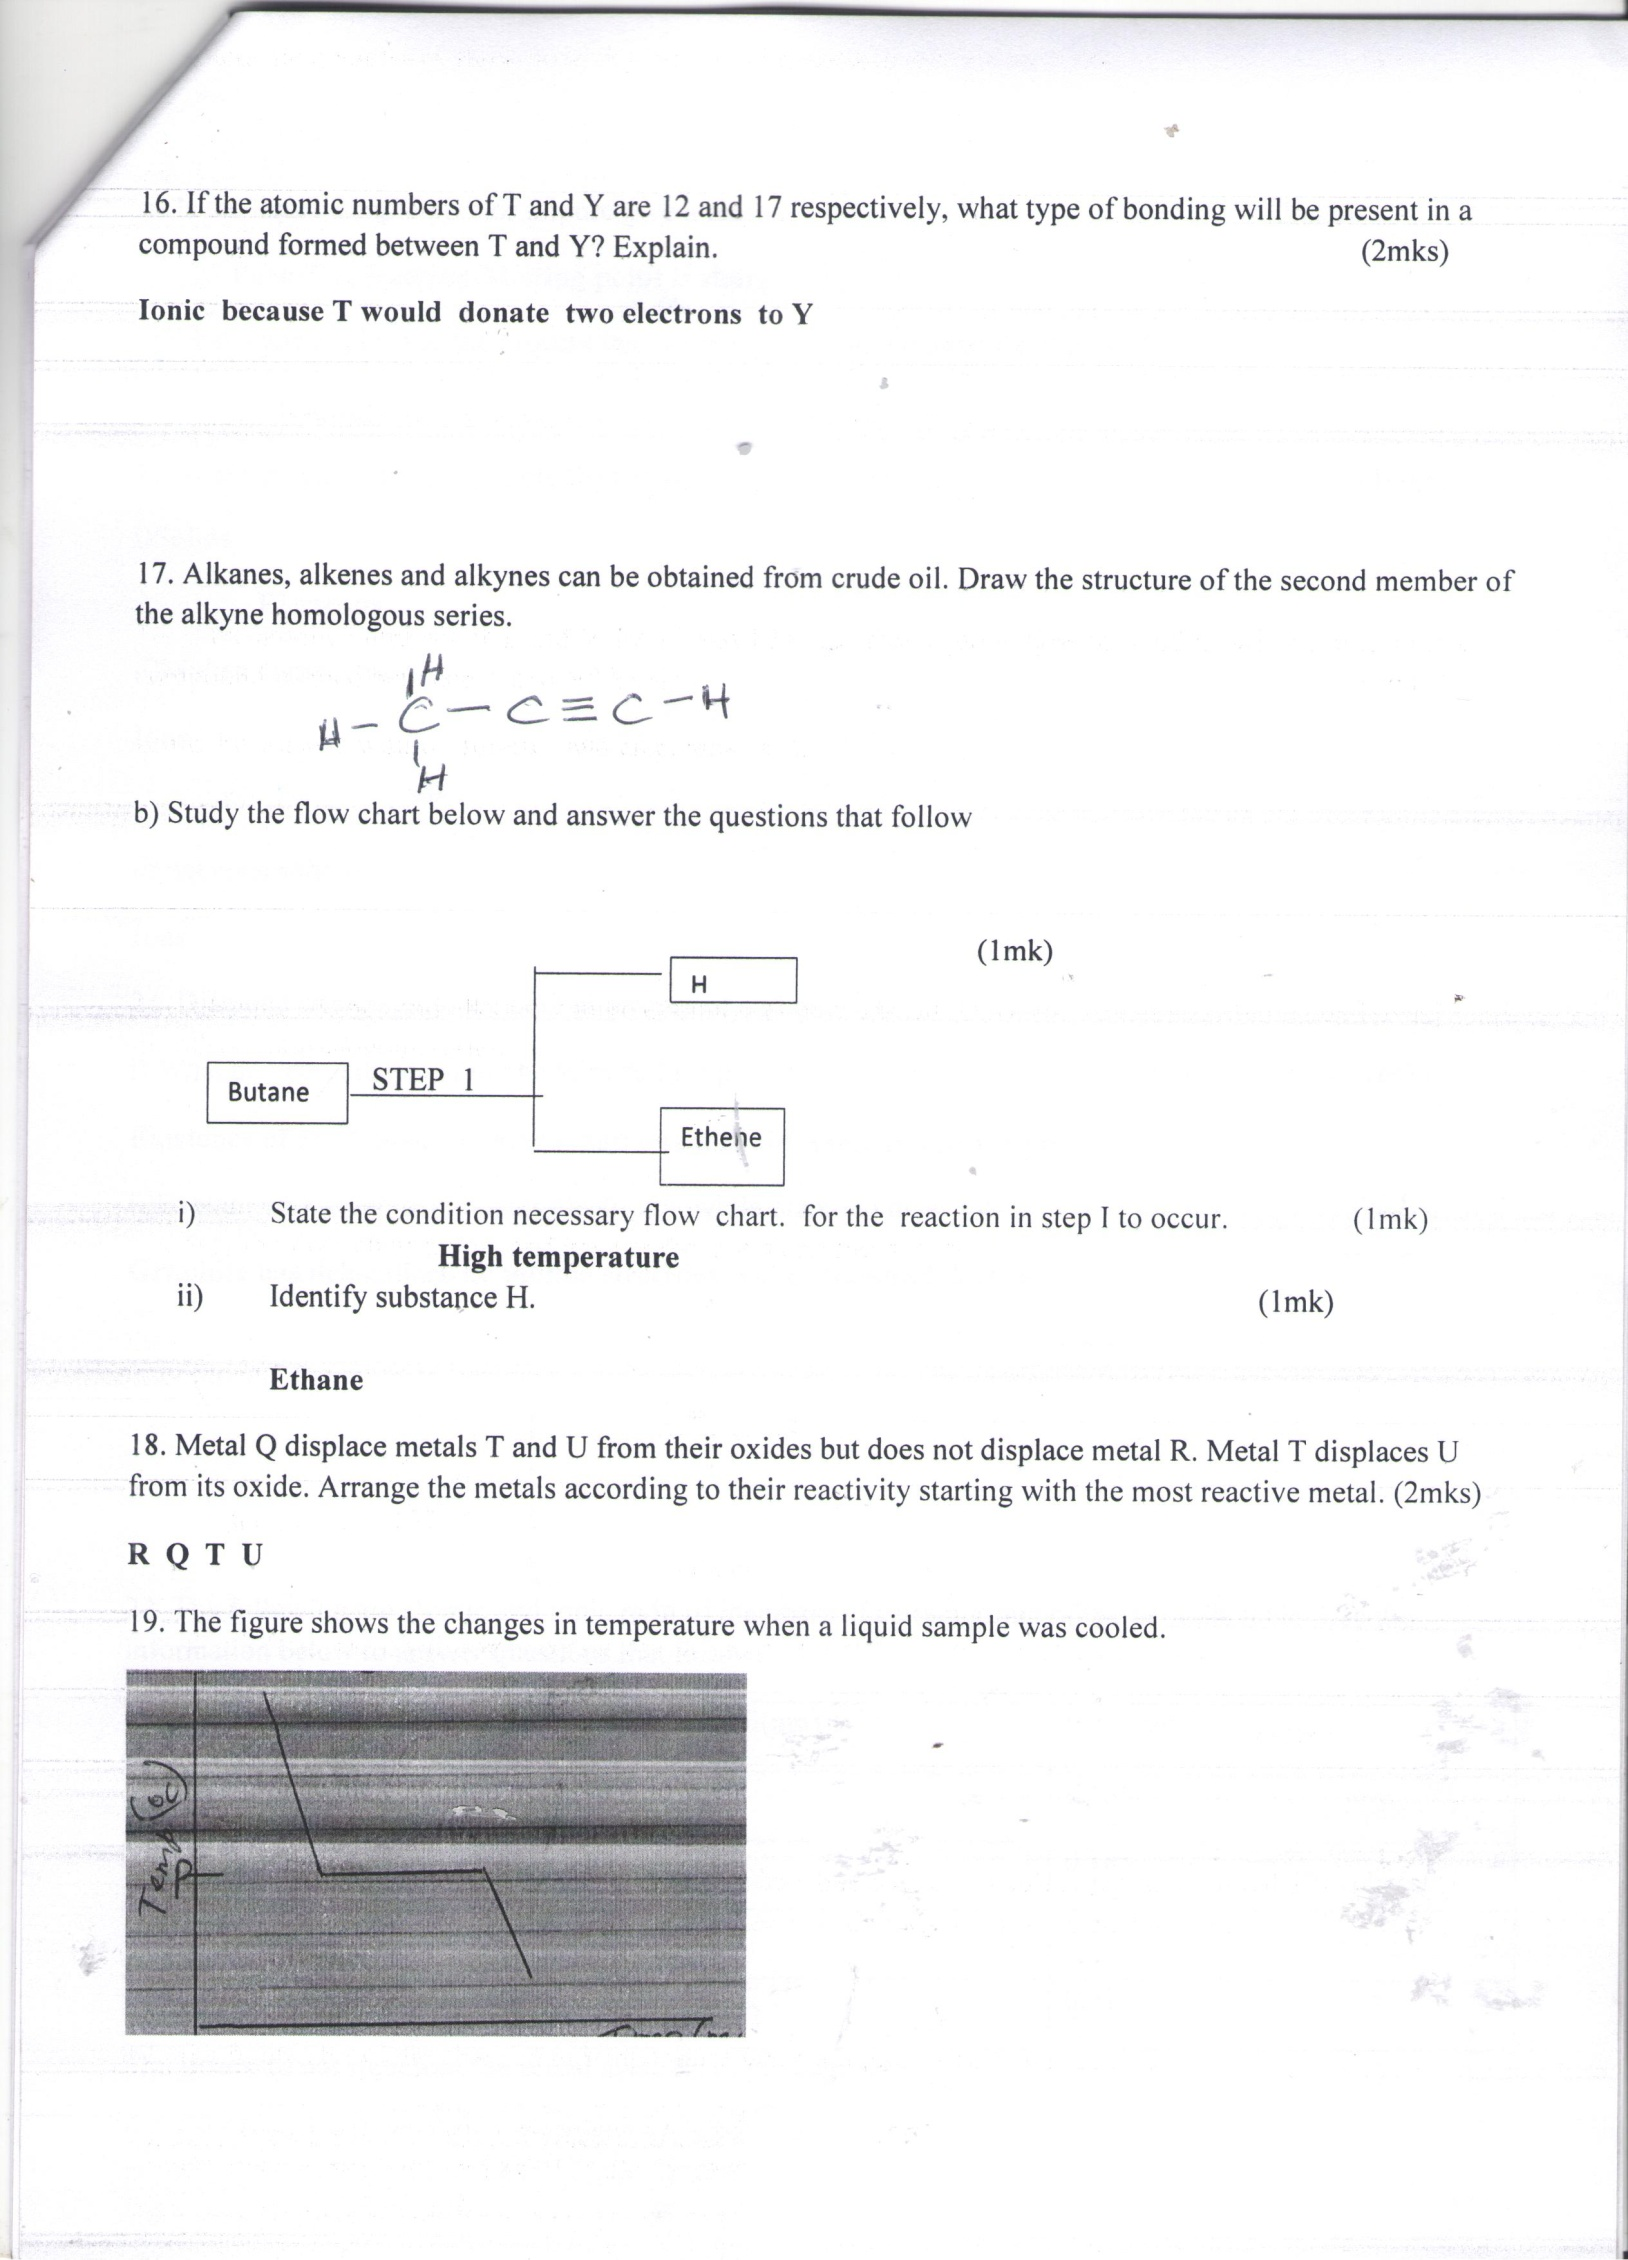 16. If the atomic numbers of T and Y are 12 and 17 respectively, what type of bonding will be present in a
compound formed between T and Y? Explain. (2mks)
Ionic because T would donate two electrons to Y
17. Alkanes, alkenes and alkynes can be obtained from crude oil. Draw the structure of the second member of
the alkyne homologous series.
H
H - C - C ≡ C - H
H
b) Study the flow chart below and answer the questions that follow
(1mk)
H
Butane STEP 1
Ethene
i) State the condition necessary flow chart. for the reaction in step I to occur. (1mk)
High temperature
ii) Identify substance H. (1mk)
Ethane
18. Metal Q displace metals T and U from their oxides but does not displace metal R. Metal T displaces U
from its oxide. Arrange the metals according to their reactivity starting with the most reactive metal. (2mks)
R Q T U
19. The figure shows the changes in temperature when a liquid sample was cooled.
Temp (oC)
P